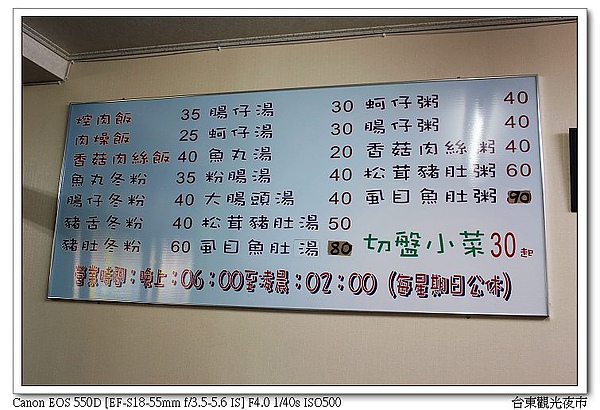 焢肉飯 35 腸仔湯 30 蚵仔粥 40
肉燥飯 25 蚵仔湯 30 腸仔粥 40
香菇肉絲飯 40 魚丸湯 20 香菇肉絲粥 40
魚丸冬粉 35 粉腸湯 40 松茸豬肚粥 60
腸仔冬粉 40 大腸頭湯 40 虱目魚肚粥 90
豬舌冬粉 40 松茸豬肚湯 50
豬肚冬粉 60 虱目魚肚湯 80 切盤小菜 30起
營業時間：晚上：06：00至凌晨：02：00 (每星期日公休)
Canon EOS 550D [EF-S18-55mm f/3.5-5.6 IS] F4.0 1/40s ISO500 台東觀光夜市